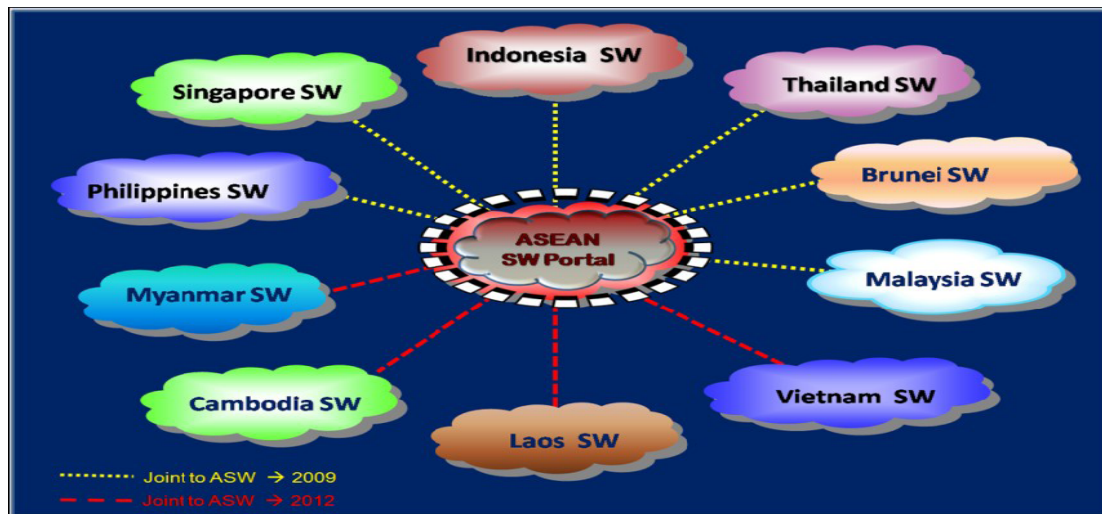 Indonesia SW
Singapore SW
Thailand SW
Philippines SW
Brunei SW
ASEAN
SW Portal
Myanmar SW
Malaysia SW
Cambodia SW
Vietnam SW
Laos SW
Joint to ASW → 2009
Joint to ASW → 2012